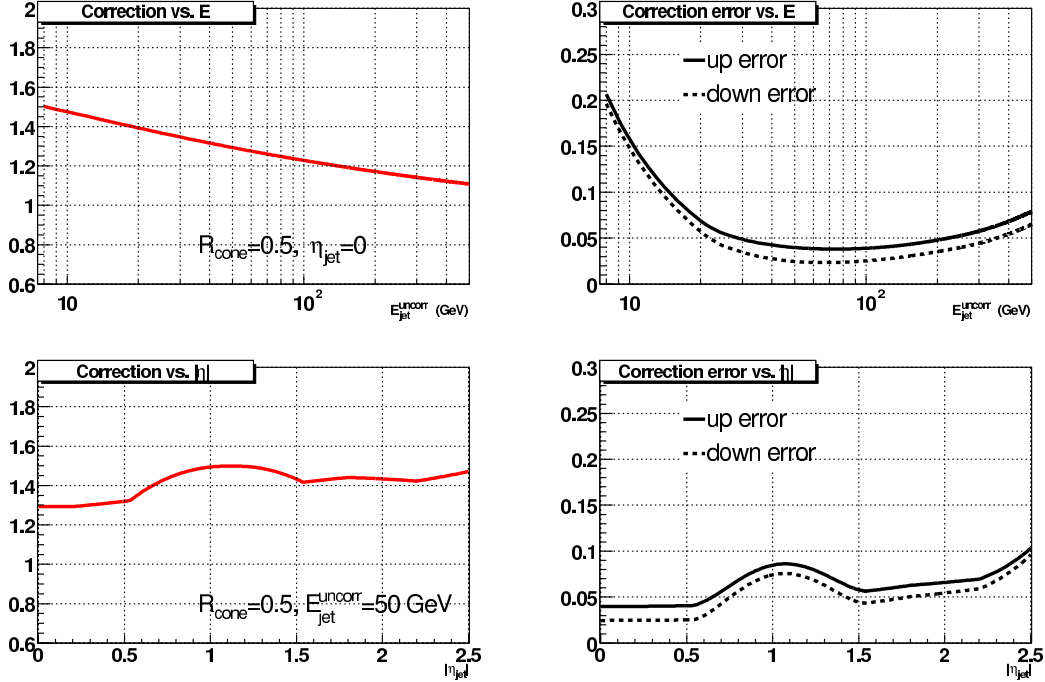 Correction vs. E
2
1.8
1.6
1.4
1.2
1
0.8
0.6
R_cone=0.5, η_jet=0
10
10²
E_jet^uncorr (GeV)
Correction error vs. E
0.3
0.25
0.2
0.15
0.1
0.05
0
up error
down error
10
10²
E_jet^uncorr (GeV)
Correction vs. |η|
2
1.8
1.6
1.4
1.2
1
0.8
0.6
R_cone=0.5, E_jet^uncorr=50 GeV
0 0.5 1 1.5 2 2.5
|η_jet|
Correction error vs. |η|
0.3
0.25
0.2
0.15
0.1
0.05
0
up error
down error
0 0.5 1 1.5 2 2.5
|η_jet|